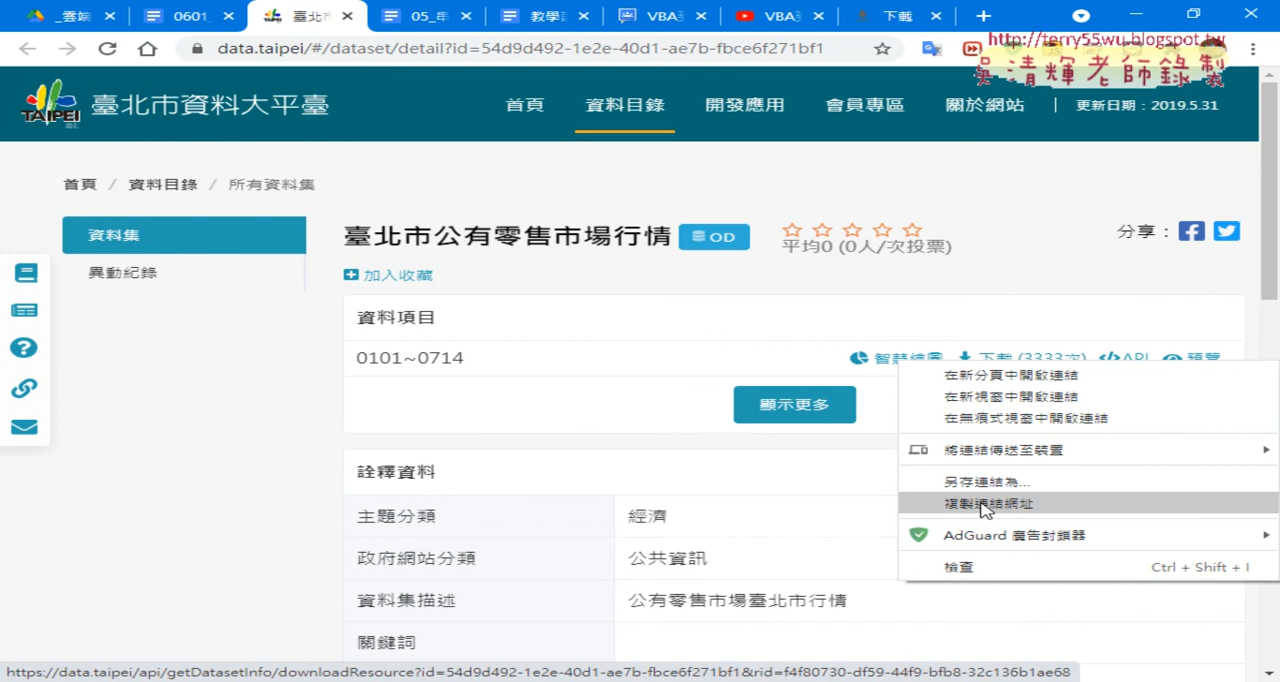 _雲端
0601_
臺北市
05_串
教學
VBA
VBA
下載
data.taipei/#/dataset/detail?id=54d9d492-1e2e-40d1-ae7b-fbce6f271bf1
http://terry55wu.blogspot.tw
吳清輝老師錄製
TAIPEI
臺北市資料大平臺
首頁
資料目錄
開發應用
會員專區
關於網站
更新日期：2019.5.31
首頁 / 資料目錄 / 所有資料集
資料集
異動紀錄
臺北市公有零售市場行情
OD
平均0 (0人/次投票)
分享：
加入收藏
資料項目
0101~0714
智慧繪圖
下載 (3333次)
API
預覽
顯示更多
在新分頁中開啟連結
在新視窗中開啟連結
在無痕式視窗中開啟連結
將連結傳送至裝置
另存連結為...
複製連結網址
AdGuard 廣告封鎖器
檢查 Ctrl + Shift + I
詮釋資料
主題分類 經濟
政府網站分類 公共資訊
資料集描述 公有零售市場臺北市行情
關鍵詞
https://data.taipei/api/getDatasetInfo/downloadResource?id=54d9d492-1e2e-40d1-ae7b-fbce6f271bf1&rid=f4f80730-df59-44f9-bfb8-32c136b1ae68